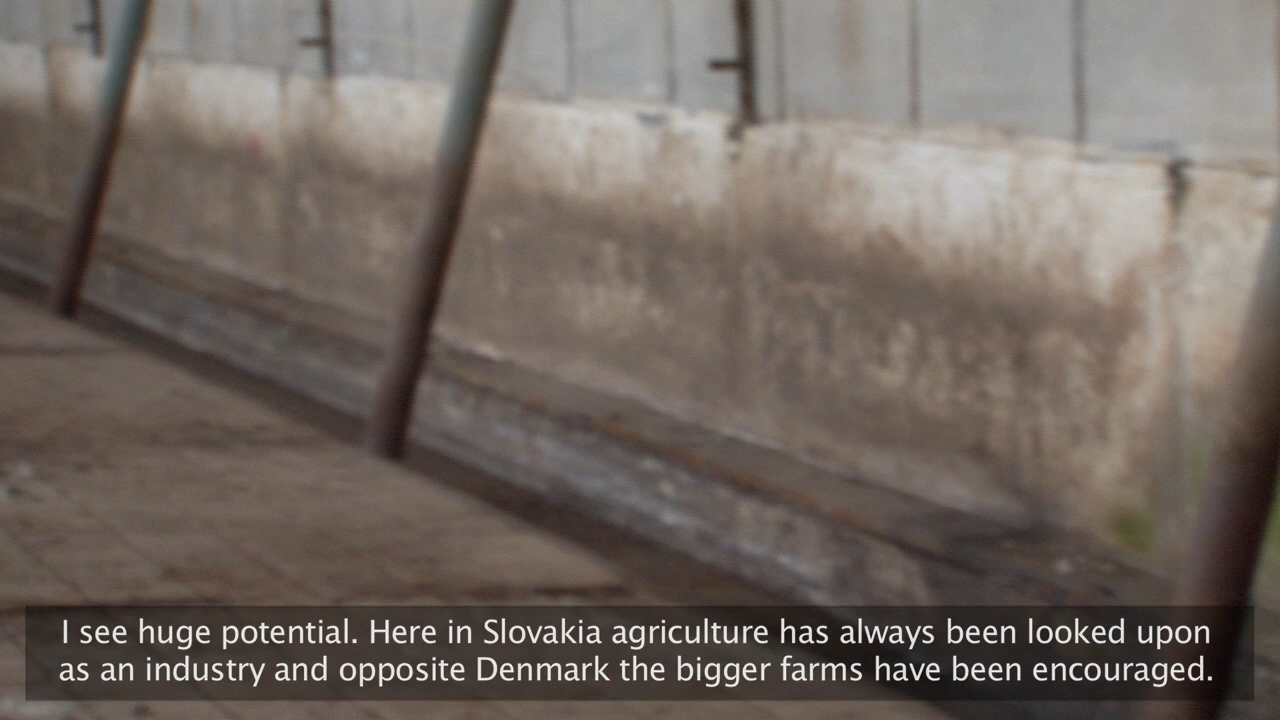 I see huge potential. Here in Slovakia agriculture has always been looked upon
as an industry and opposite Denmark the bigger farms have been encouraged.